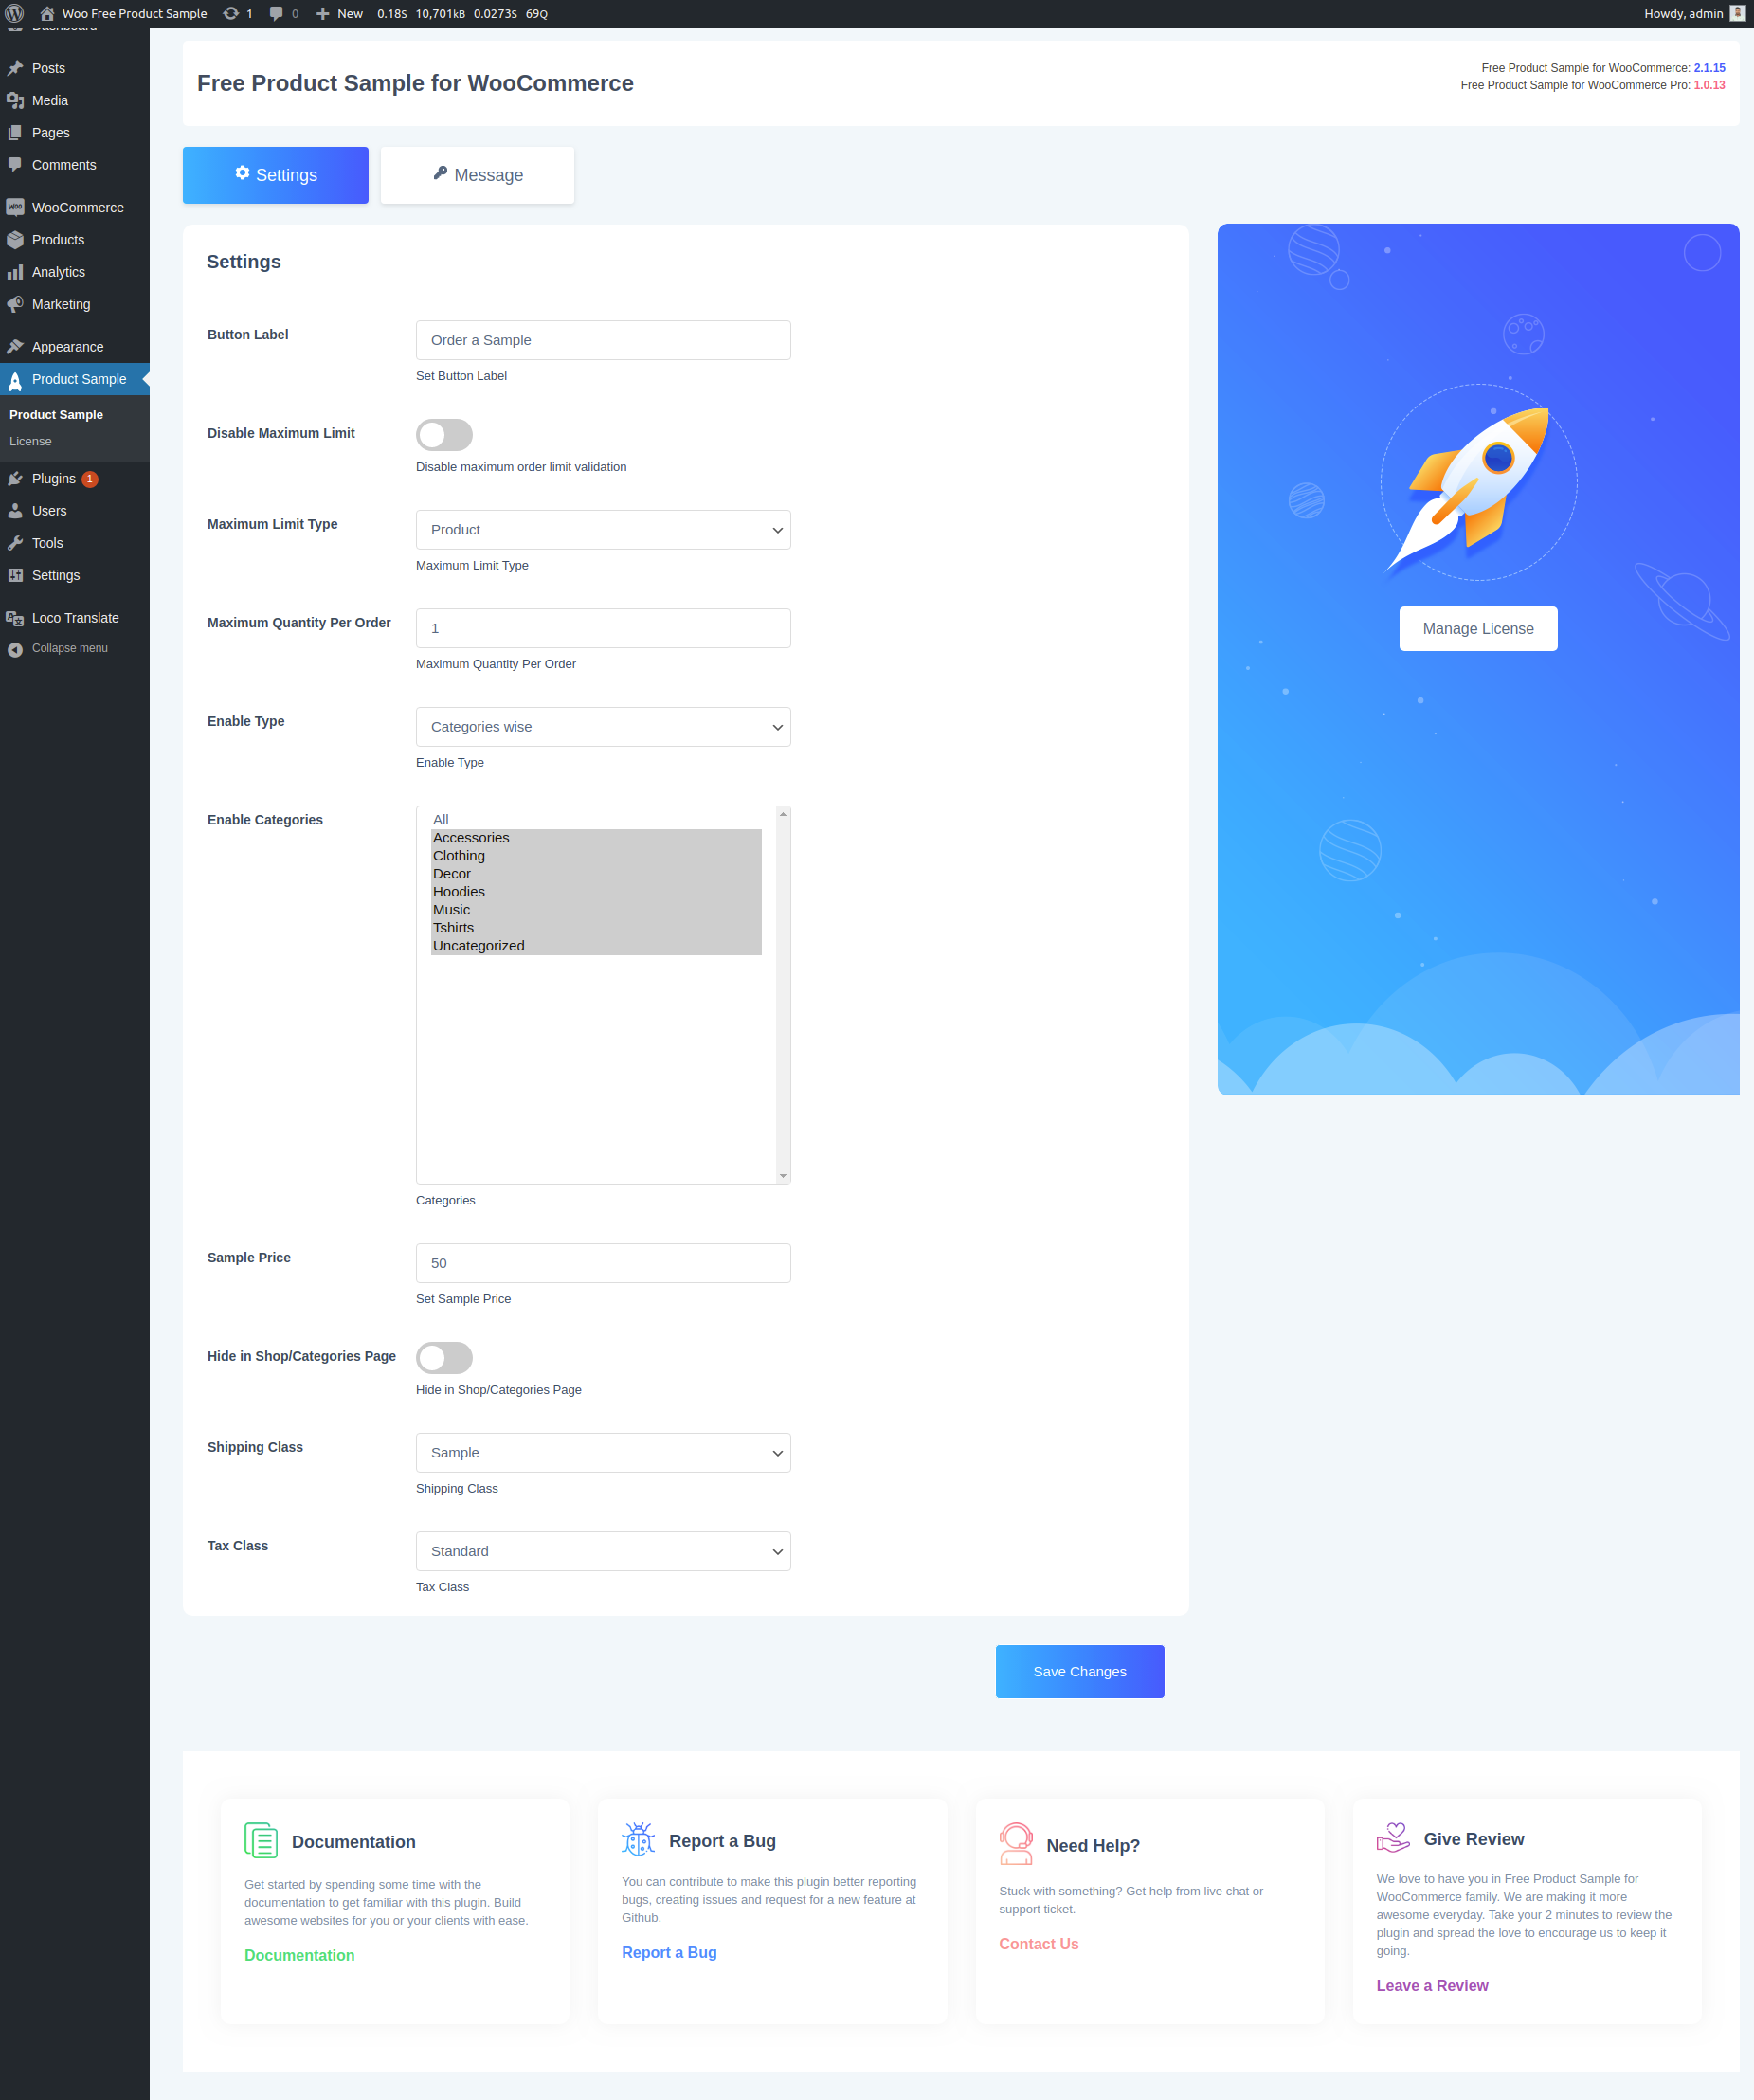 Woo Free Product Sample 1 0 New 0.18S 10,701KB 0.0273S 69Q Howdy, admin
Dashboard
Posts
Media
Pages
Comments
WooCommerce
Products
Analytics
Marketing
Appearance
Product Sample
Product Sample
License
Plugins 1
Users
Tools
Settings
Loco Translate
Collapse menu
Free Product Sample for WooCommerce
Free Product Sample for WooCommerce: 2.1.15
Free Product Sample for WooCommerce Pro: 1.0.13
Settings
Message
Settings
Button Label
Order a Sample
Set Button Label
Disable Maximum Limit
Disable maximum order limit validation
Maximum Limit Type
Product
Maximum Limit Type
Maximum Quantity Per Order
1
Maximum Quantity Per Order
Enable Type
Categories wise
Enable Type
Enable Categories
All
Accessories
Clothing
Decor
Hoodies
Music
Tshirts
Uncategorized
Categories
Sample Price
50
Set Sample Price
Hide in Shop/Categories Page
Hide in Shop/Categories Page
Shipping Class
Sample
Shipping Class
Tax Class
Standard
Tax Class
Manage License
Save Changes
Documentation
Get started by spending some time with the
documentation to get familiar with this plugin. Build
awesome websites for you or your clients with ease.
Documentation
Report a Bug
You can contribute to make this plugin better reporting
bugs, creating issues and request for a new feature at
Github.
Report a Bug
Need Help?
Stuck with something? Get help from live chat or
support ticket.
Contact Us
Give Review
We love to have you in Free Product Sample for
WooCommerce family. We are making it more
awesome everyday. Take your 2 minutes to review the
plugin and spread the love to encourage us to keep it
going.
Leave a Review